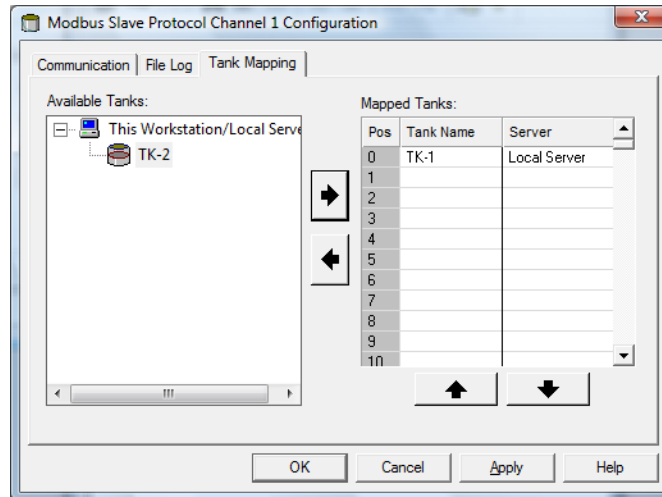 Modbus Slave Protocol Channel 1 Configuration
Communication
File Log
Tank Mapping
Available Tanks:
This Workstation/Local Serve
TK-2
Mapped Tanks:
Pos Tank Name Server
0 TK-1 Local Server
1
2
3
4
5
6
7
8
9
10
OK Cancel Apply Help